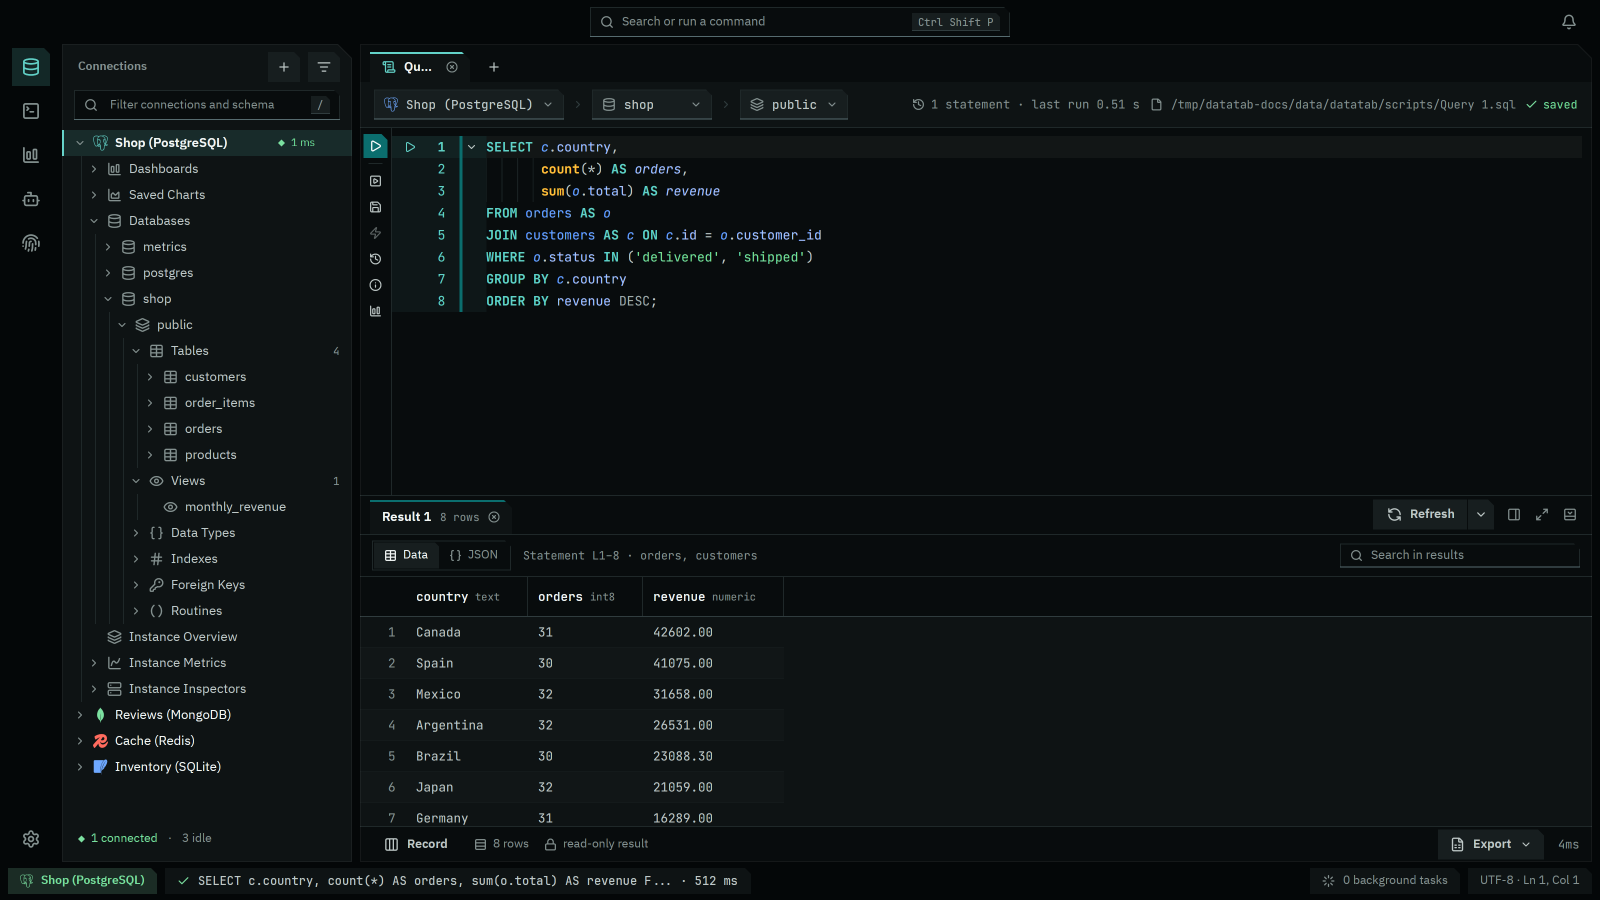 Search or run a command
Ctrl Shift P
Connections
Filter connections and schema
/
Shop (PostgreSQL)
1 ms
Dashboards
Saved Charts
Databases
metrics
postgres
shop
public
Tables
4
customers
order_items
orders
products
Views
1
monthly_revenue
Data Types
Indexes
Foreign Keys
Routines
Instance Overview
Instance Metrics
Instance Inspectors
Reviews (MongoDB)
Cache (Redis)
Inventory (SQLite)
1 connected · 3 idle
Qu...
Shop (PostgreSQL)
shop
public
1 statement · last run 0.51 s
/tmp/datatab-docs/data/datatab/scripts/Query 1.sql
saved
1 SELECT c.country,
2 count(*) AS orders,
3 sum(o.total) AS revenue
4 FROM orders AS o
5 JOIN customers AS c ON c.id = o.customer_id
6 WHERE o.status IN ('delivered', 'shipped')
7 GROUP BY c.country
8 ORDER BY revenue DESC;
Result 1 8 rows
Refresh
Data
{} JSON
Statement L1–8 · orders, customers
Search in results
country text orders int8 revenue numeric
1 Canada 31 42602.00
2 Spain 30 41075.00
3 Mexico 32 31658.00
4 Argentina 32 26531.00
5 Brazil 30 23088.30
6 Japan 32 21059.00
7 Germany 31 16289.00
Record
8 rows
read-only result
Export
4ms
Shop (PostgreSQL)
SELECT c.country, count(*) AS orders, sum(o.total) AS revenue F... · 512 ms
0 background tasks
UTF-8 · Ln 1, Col 1